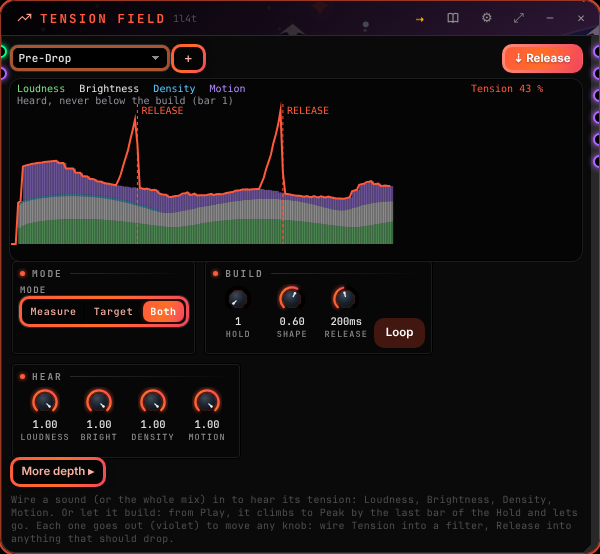 TENSION FIELD 1l4t
Pre-Drop
+
↓ Release
Loudness Brightness Density Motion
Tension 43 %
Heard, never below the build (bar 1)
RELEASE
RELEASE
MODE
MODE
Measure Target Both
BUILD
1 0.60 200ms
HOLD SHAPE RELEASE
Loop
HEAR
1.00 1.00 1.00 1.00
LOUDNESS BRIGHT DENSITY MOTION
More depth ▸
Wire a sound (or the whole mix) in to hear its tension: Loudness, Brightness, Density,
Motion. Or let it build: from Play, it climbs to Peak by the last bar of the Hold and lets
go. Each one goes out (violet) to move any knob: wire Tension into a filter, Release into
anything that should drop.